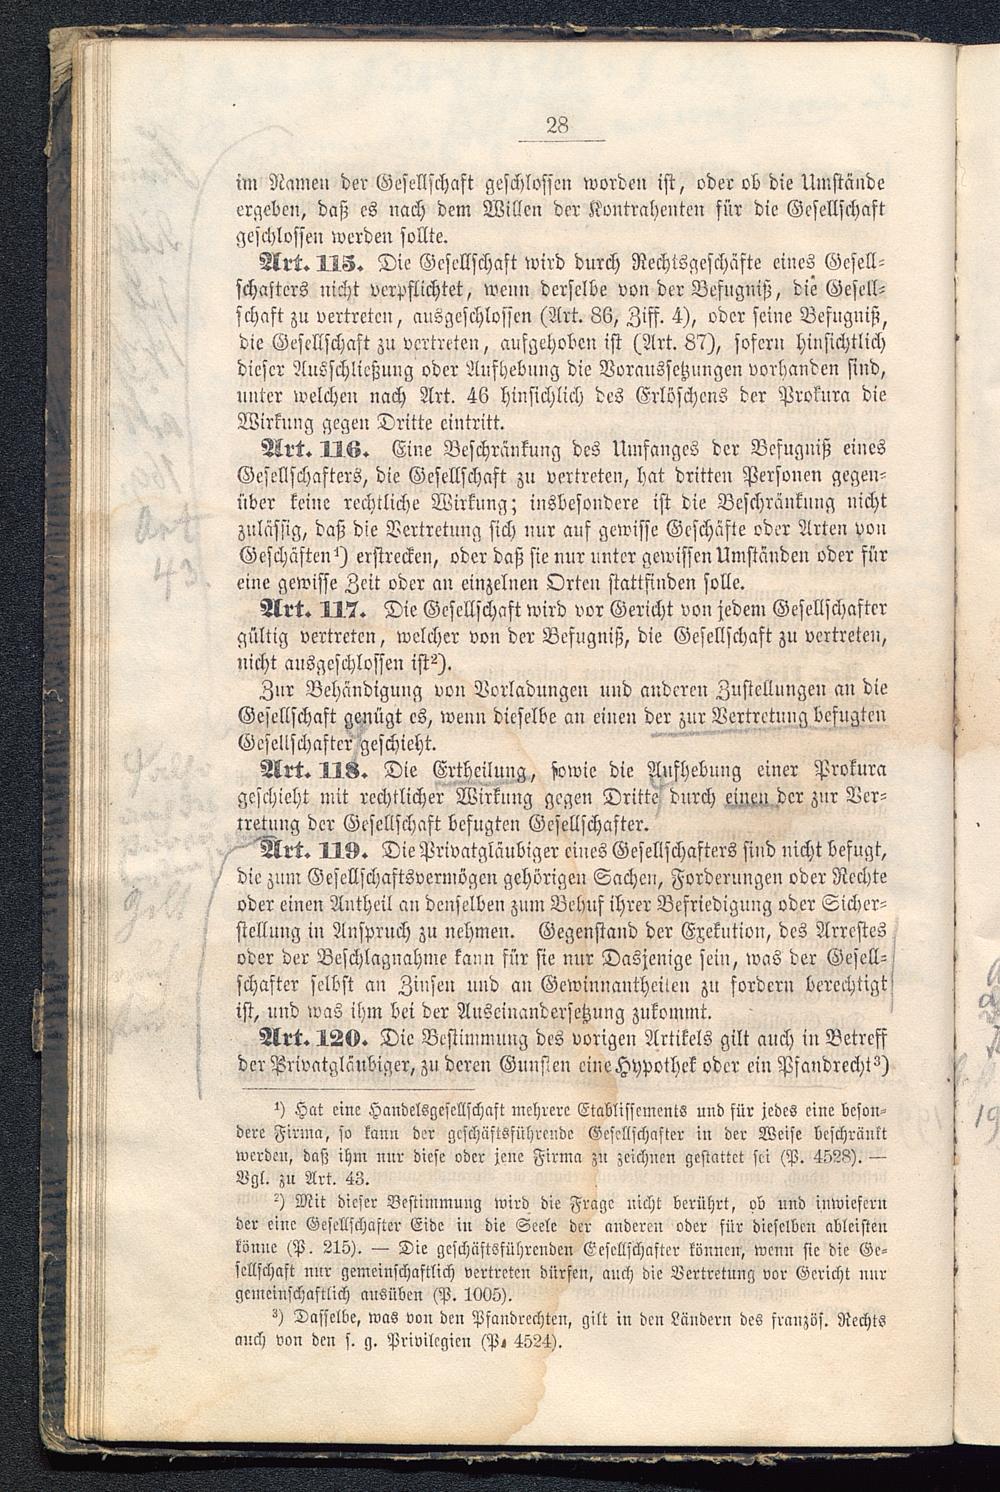 28
im Namen der Gesellschaft geschlossen worden ist, oder ob die Umstände
ergeben, daß es nach dem Willen der Kontrahenten für die Gesellschaft
geschlossen werden sollte.
Art. 115. Die Gesellschaft wird durch Rechtsgeschäfte eines Gesell-
schafters nicht verpflichtet, wenn derselbe von der Befugniß, die Gesell-
schaft zu vertreten, ausgeschlossen (Art. 86, Ziff. 4), oder seine Befugniß,
die Gesellschaft zu vertreten, aufgehoben ist (Art. 87), sofern hinsichtlich
dieser Ausschließung oder Aufhebung die Voraussetzungen vorhanden sind,
unter welchen nach Art. 46 hinsichlich des Erlöschens der Prokura die
Wirkung gegen Dritte eintritt.
Art. 116. Eine Beschränkung des Umfanges der Befugniß eines
Gesellschafters, die Gesellschaft zu vertreten, hat dritten Personen gegen-
über keine rechtliche Wirkung; insbesondere ist die Beschränkung nicht
zulässig, daß die Vertretung sich nur auf gewisse Geschäfte oder Arten von
Geschäften¹) erstrecken, oder daß sie nur unter gewissen Umständen oder für
eine gewisse Zeit oder an einzelnen Orten stattfinden solle.
Art. 117. Die Gesellschaft wird vor Gericht von jedem Gesellschafter
gültig vertreten, welcher von der Befugniß, die Gesellschaft zu vertreten,
nicht ausgeschlossen ist²).
Zur Behändigung von Vorladungen und anderen Zustellungen an die
Gesellschaft genügt es, wenn dieselbe an einen der zur Vertretung befugten
Gesellschafter geschieht.
Art. 118. Die Ertheilung, sowie die Aufhebung einer Prokura
geschieht mit rechtlicher Wirkung gegen Dritte durch einen der zur Ver-
tretung der Gesellschaft befugten Gesellschafter.
Art. 119. Die Privatgläubiger eines Gesellschafters sind nicht befugt,
die zum Gesellschaftsvermögen gehörigen Sachen, Forderungen oder Rechte
oder einen Antheil an denselben zum Behuf ihrer Befriedigung oder Sicher-
stellung in Anspruch zu nehmen. Gegenstand der Exekution, des Arrestes
oder der Beschlagnahme kann für sie nur Dasjenige sein, was der Gesell-
schafter selbst an Zinsen und an Gewinnantheilen zu fordern berechtigt
ist, und was ihm bei der Auseinandersetzung zukommt.
Art. 120. Die Bestimmung des vorigen Artikels gilt auch in Betreff
der Privatgläubiger, zu deren Gunsten eine Hypothek oder ein Pfandrecht³)
¹) Hat eine Handelsgesellschaft mehrere Etablissements und für jedes eine beson-
dere Firma, so kann der geschäftsführende Gesellschafter in der Weise beschränkt
werden, daß ihm nur diese oder jene Firma zu zeichnen gestattet sei (P. 4528). —
Vgl. zu Art. 43.
²) Mit dieser Bestimmung wird die Frage nicht berührt, ob und inwiefern
der eine Gesellschafter Eide in die Seele der anderen oder für dieselben ableisten
könne (P. 215). — Die geschäftsführenden Gesellschafter können, wenn sie die Ge-
sellschaft nur gemeinschaftlich vertreten dürfen, auch die Vertretung vor Gericht nur
gemeinschaftlich ausüben (P. 1005).
³) Dasselbe, was von den Pfandrechten, gilt in den Ländern des französ. Rechts
auch von den s. g. Privilegien (P. 4524).
43.
19